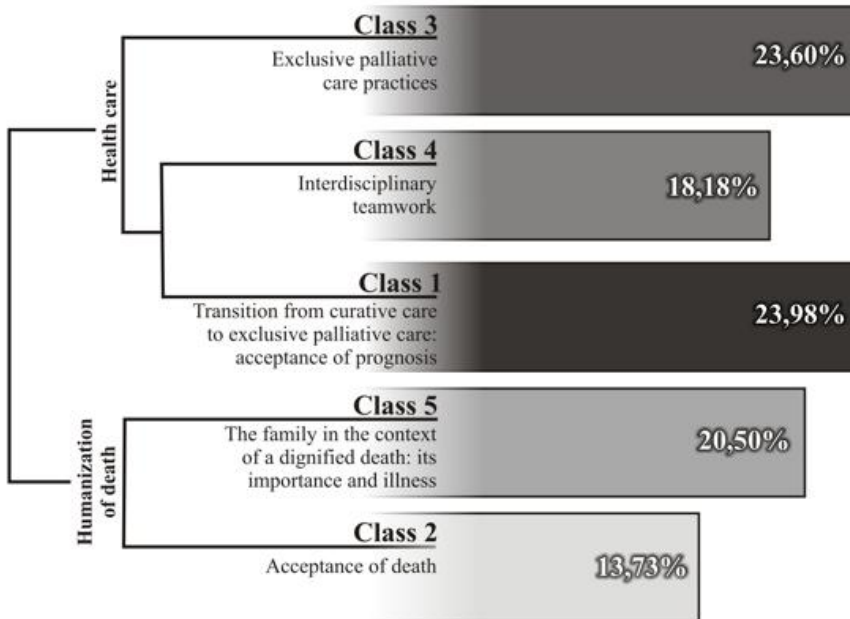 Class 3
Exclusive palliative
care practices
23,60%
Health care
Class 4
Interdisciplinary
teamwork
18,18%
Class 1
Transition from curative care
to exclusive palliative care:
acceptance of prognosis
23,98%
Class 5
The family in the context
of a dignified death: its
importance and illness
20,50%
Humanization
of death
Class 2
Acceptance of death
13,73%